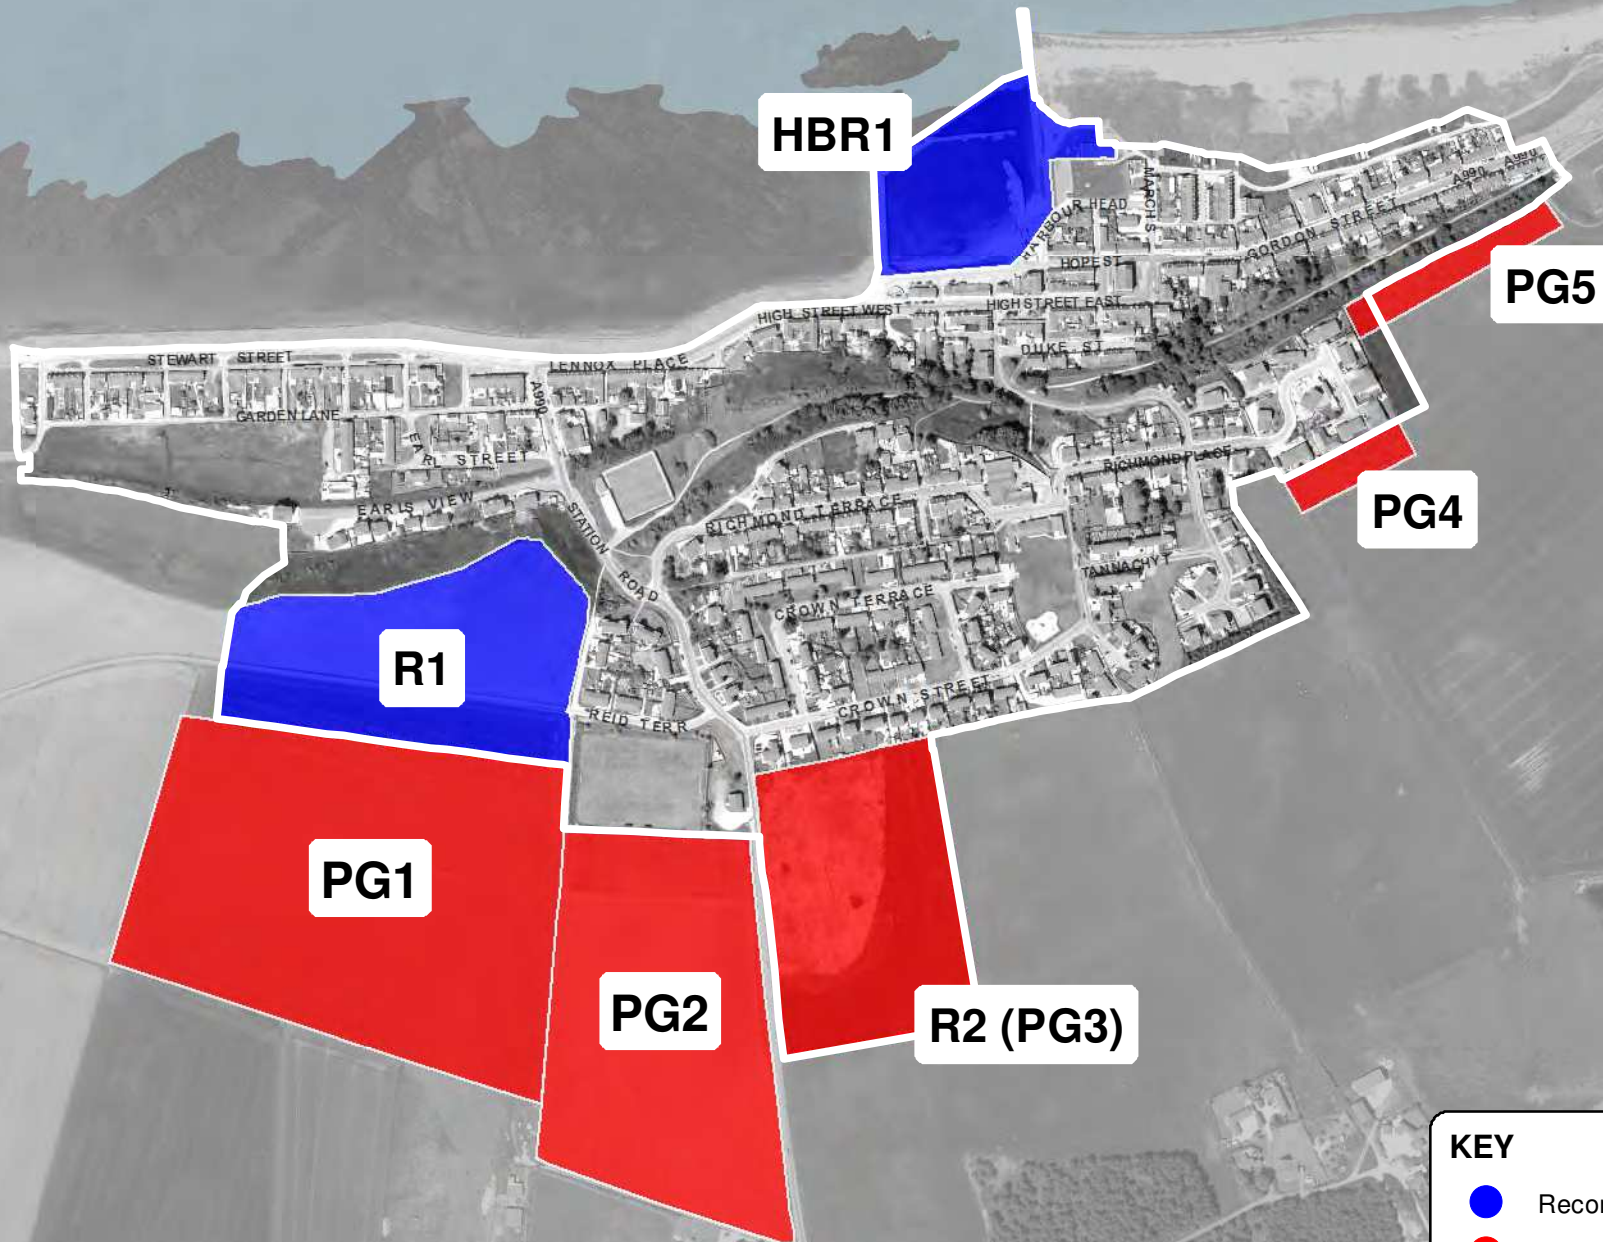 HBR1
MARCH S
A990
A990
HARBOUR HEAD
GORDON STREET
HOPE ST
PG5
HIGH STREET EAST
HIGH STREET WEST
DUKE ST
STEWART STREET
LENNOX PLACE
A990
GARDEN LANE
EARL STREET
RICHMOND PLACE
EARLS VIEW
RICHMOND TERRACE
PG4
STATION ROAD
TANNACHY T
CROWN TERRACE
R1
CROWN STREET
REID TERR
PG1
PG2
R2 (PG3)
KEY